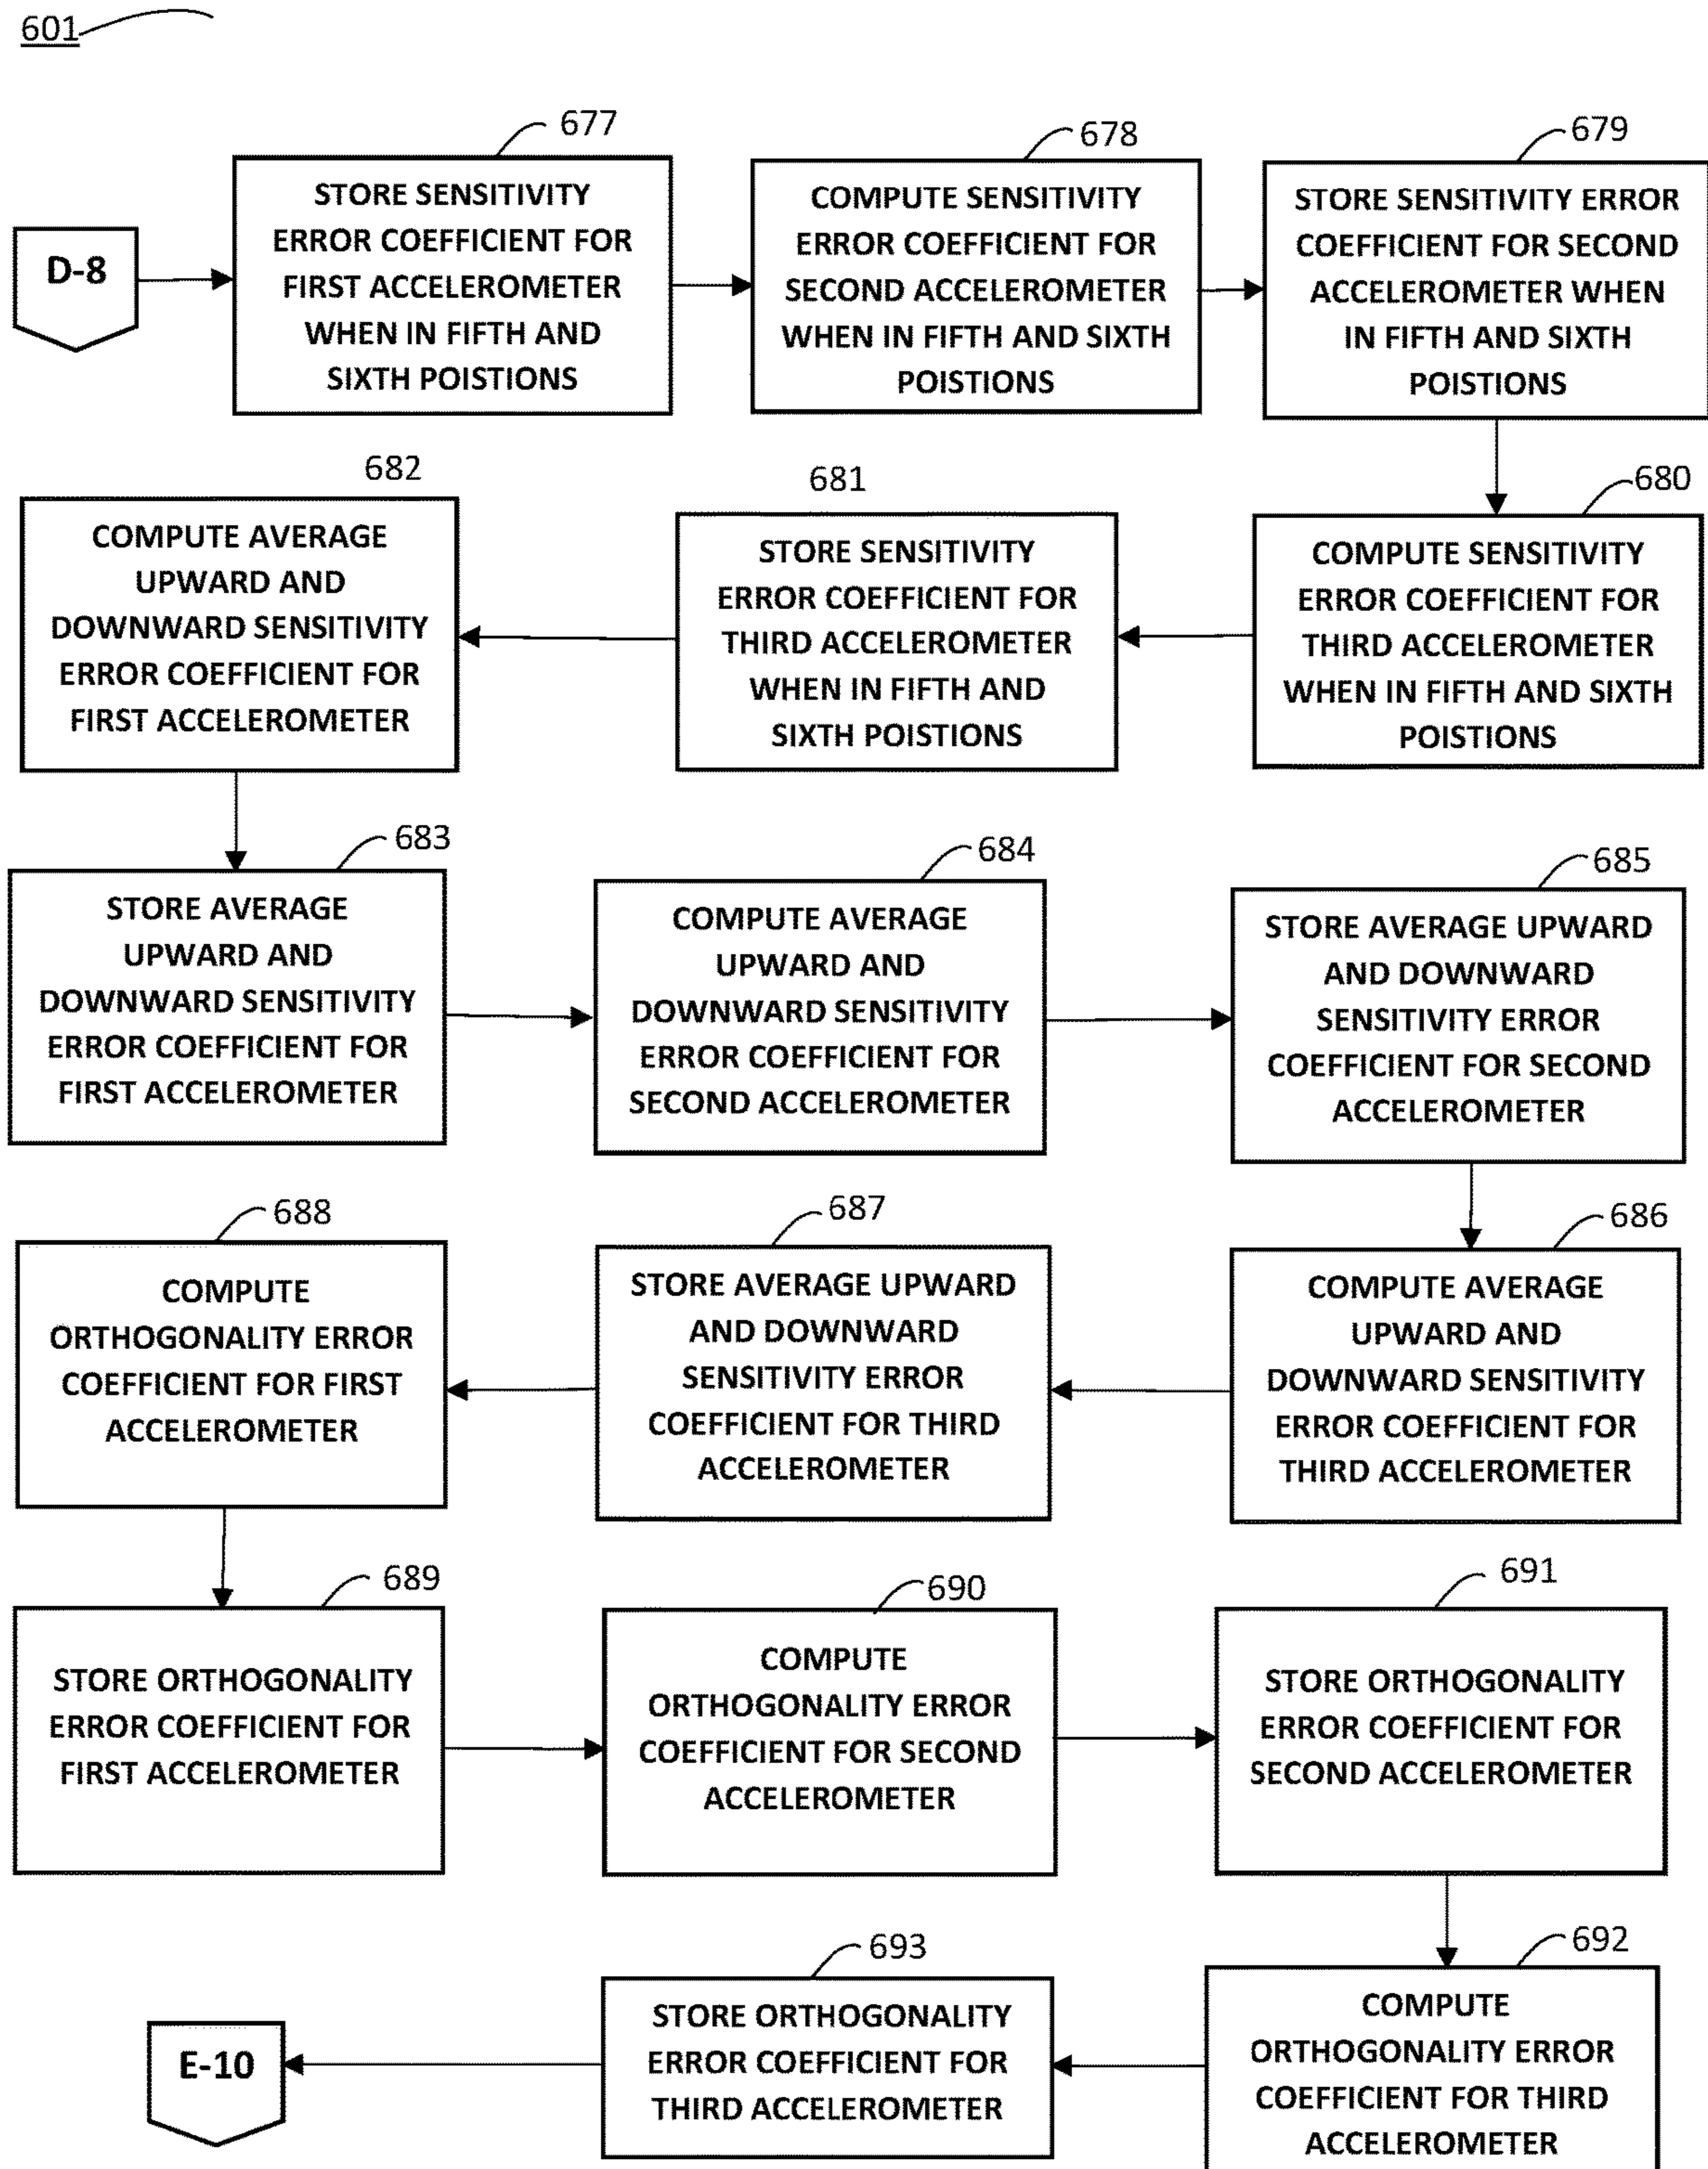 601
677
STORE SENSITIVITY
ERROR COEFFICIENT FOR
FIRST ACCELEROMETER
WHEN IN FIFTH AND
SIXTH POISTIONS
678
COMPUTE SENSITIVITY
ERROR COEFFICIENT FOR
SECOND ACCELEROMETER
WHEN IN FIFTH AND SIXTH
POISTIONS
679
STORE SENSITIVITY ERROR
COEFFICIENT FOR SECOND
ACCELEROMETER WHEN
IN FIFTH AND SIXTH
POISTIONS
D-8
680
COMPUTE SENSITIVITY
ERROR COEFFICIENT FOR
THIRD ACCELEROMETER
WHEN IN FIFTH AND SIXTH
POISTIONS
681
STORE SENSITIVITY
ERROR COEFFICIENT FOR
THIRD ACCELEROMETER
WHEN IN FIFTH AND
SIXTH POISTIONS
682
COMPUTE AVERAGE
UPWARD AND
DOWNWARD SENSITIVITY
ERROR COEFFICIENT FOR
FIRST ACCELEROMETER
683
STORE AVERAGE
UPWARD AND
DOWNWARD SENSITIVITY
ERROR COEFFICIENT FOR
FIRST ACCELEROMETER
684
COMPUTE AVERAGE
UPWARD AND
DOWNWARD SENSITIVITY
ERROR COEFFICIENT FOR
SECOND ACCELEROMETER
685
STORE AVERAGE UPWARD
AND DOWNWARD
SENSITIVITY ERROR
COEFFICIENT FOR SECOND
ACCELEROMETER
686
COMPUTE AVERAGE
UPWARD AND
DOWNWARD SENSITIVITY
ERROR COEFFICIENT FOR
THIRD ACCELEROMETER
687
STORE AVERAGE UPWARD
AND DOWNWARD
SENSITIVITY ERROR
COEFFICIENT FOR THIRD
ACCELEROMETER
688
COMPUTE
ORTHOGONALITY ERROR
COEFFICIENT FOR FIRST
ACCELEROMETER
689
STORE ORTHOGONALITY
ERROR COEFFICIENT FOR
FIRST ACCELEROMETER
690
COMPUTE
ORTHOGONALITY ERROR
COEFFICIENT FOR SECOND
ACCELEROMETER
691
STORE ORTHOGONALITY
ERROR COEFFICIENT FOR
SECOND ACCELEROMETER
692
COMPUTE
ORTHOGONALITY ERROR
COEFFICIENT FOR THIRD
ACCELEROMETER
693
STORE ORTHOGONALITY
ERROR COEFFICIENT FOR
THIRD ACCELEROMETER
E-10